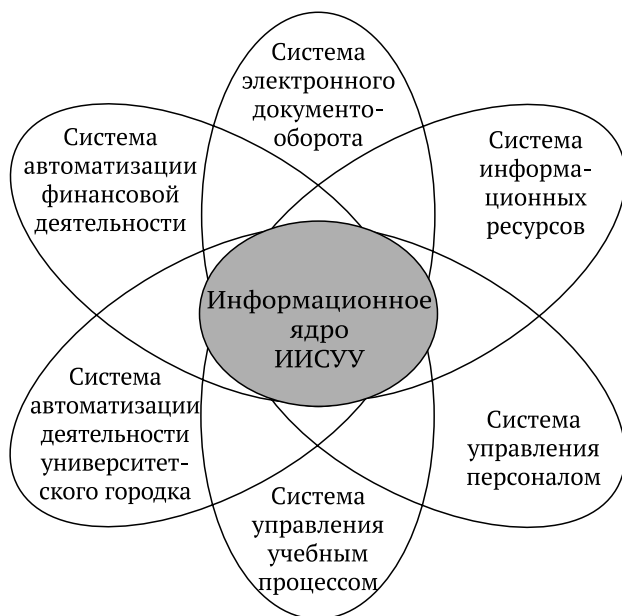 Система
электронного
документо-
оборота
Система
автоматизации
финансовой
деятельности
Система
информа-
ционных
ресурсов
Информационное
ядро
ИИСУУ
Система
автоматизации
деятельности
университет-
ского городка
Система
управления
персоналом
Система
управления
учебным
процессом